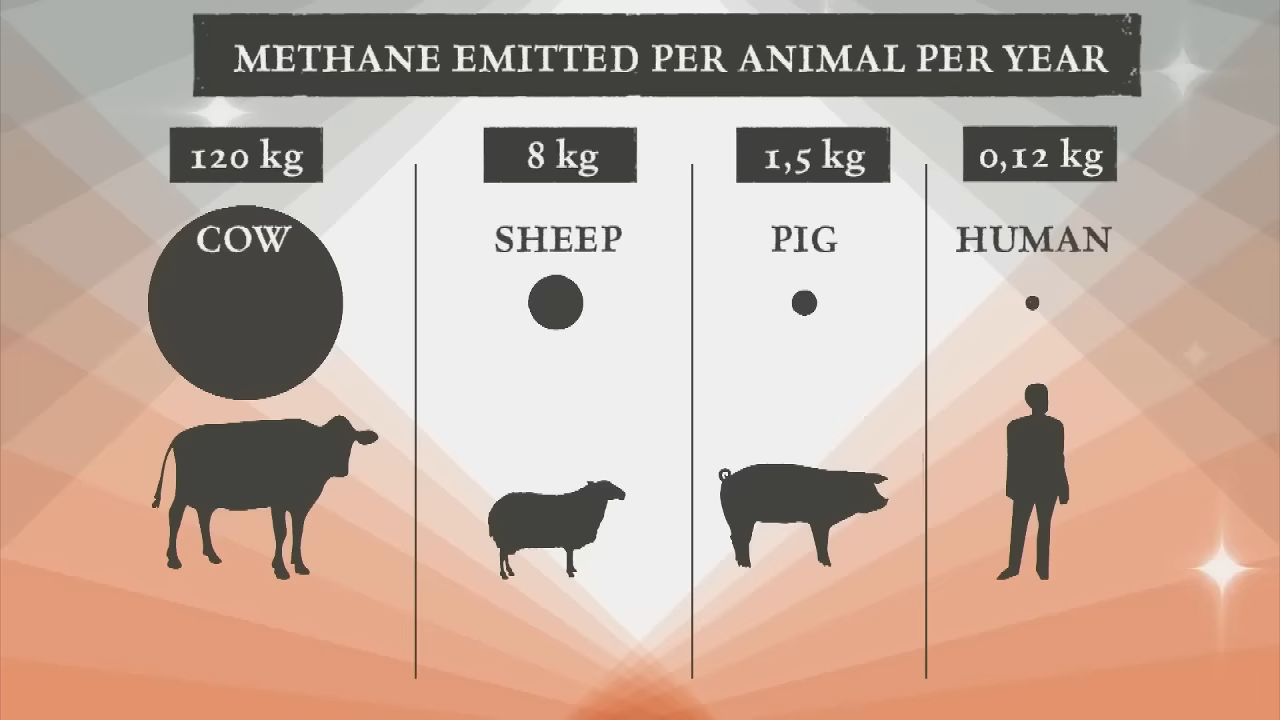 METHANE EMITTED PER ANIMAL PER YEAR
120 kg
8 kg
1,5 kg
0,12 kg
COW
SHEEP
PIG
HUMAN